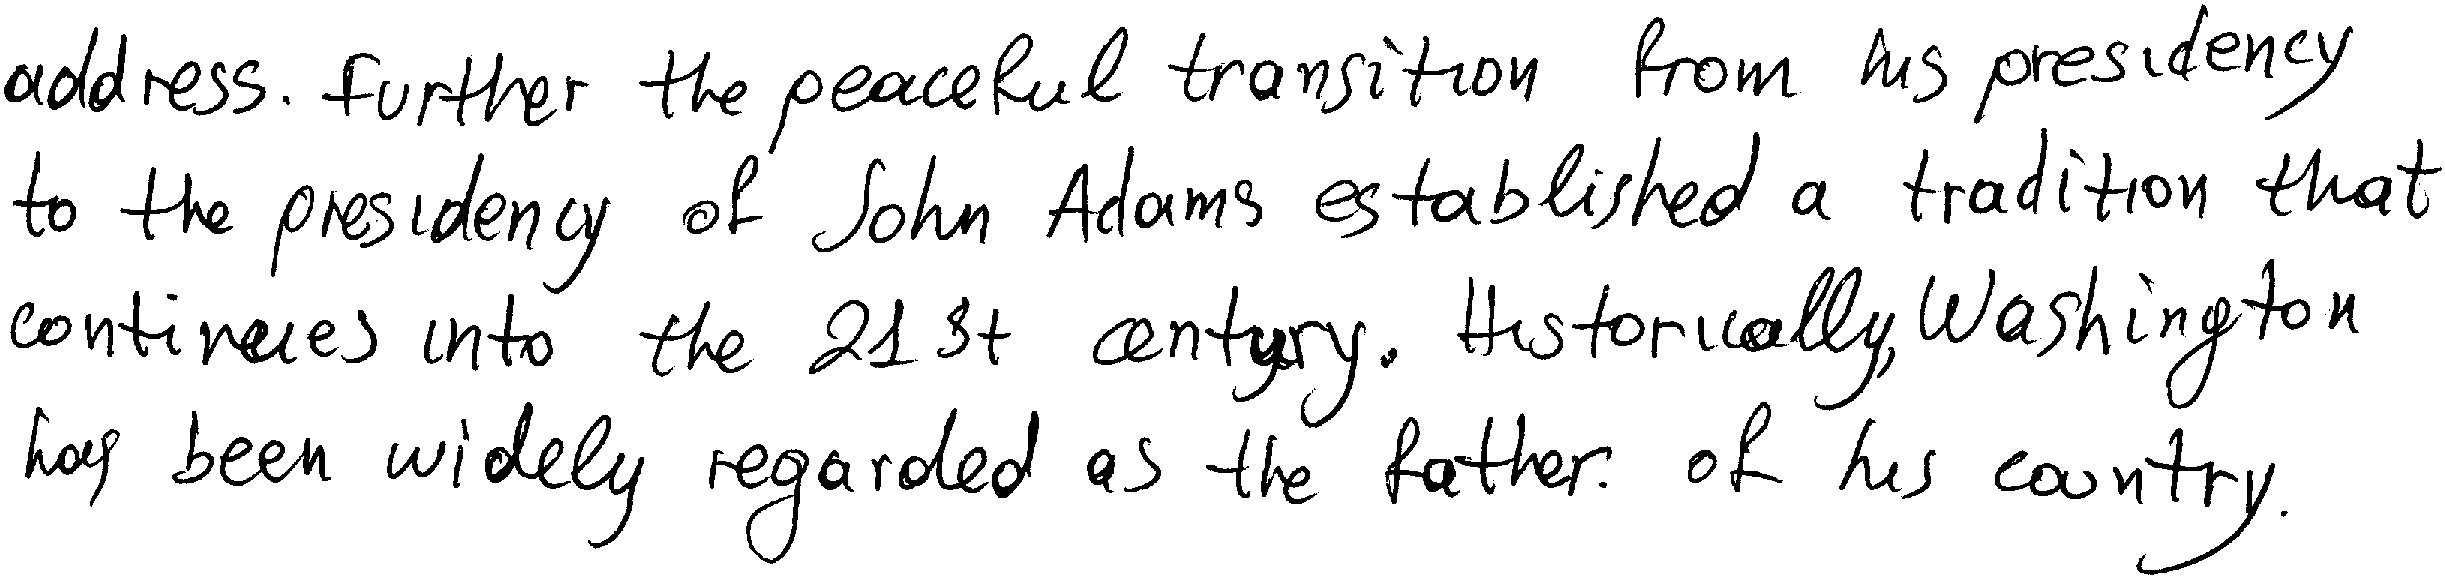 address. Further the peaceful transition from his presidency
to the presidency of John Adams established a tradition that
continues into the 21st century. Historically, Washington
has been widely regarded as the father of his country.